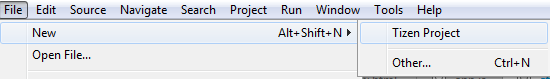 File Edit Source Navigate Search Project Run Window Tools Help
New Alt+Shift+N Tizen Project
Open File...
Other... Ctrl+N